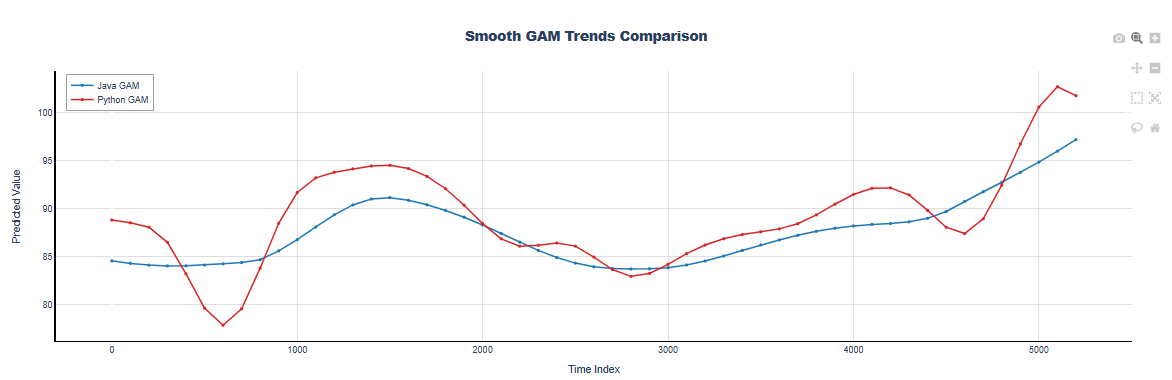 Smooth GAM Trends Comparison
Java GAM
Python GAM
100
95
90
85
80
Predicted Value
0 1000 2000 3000 4000 5000
Time Index